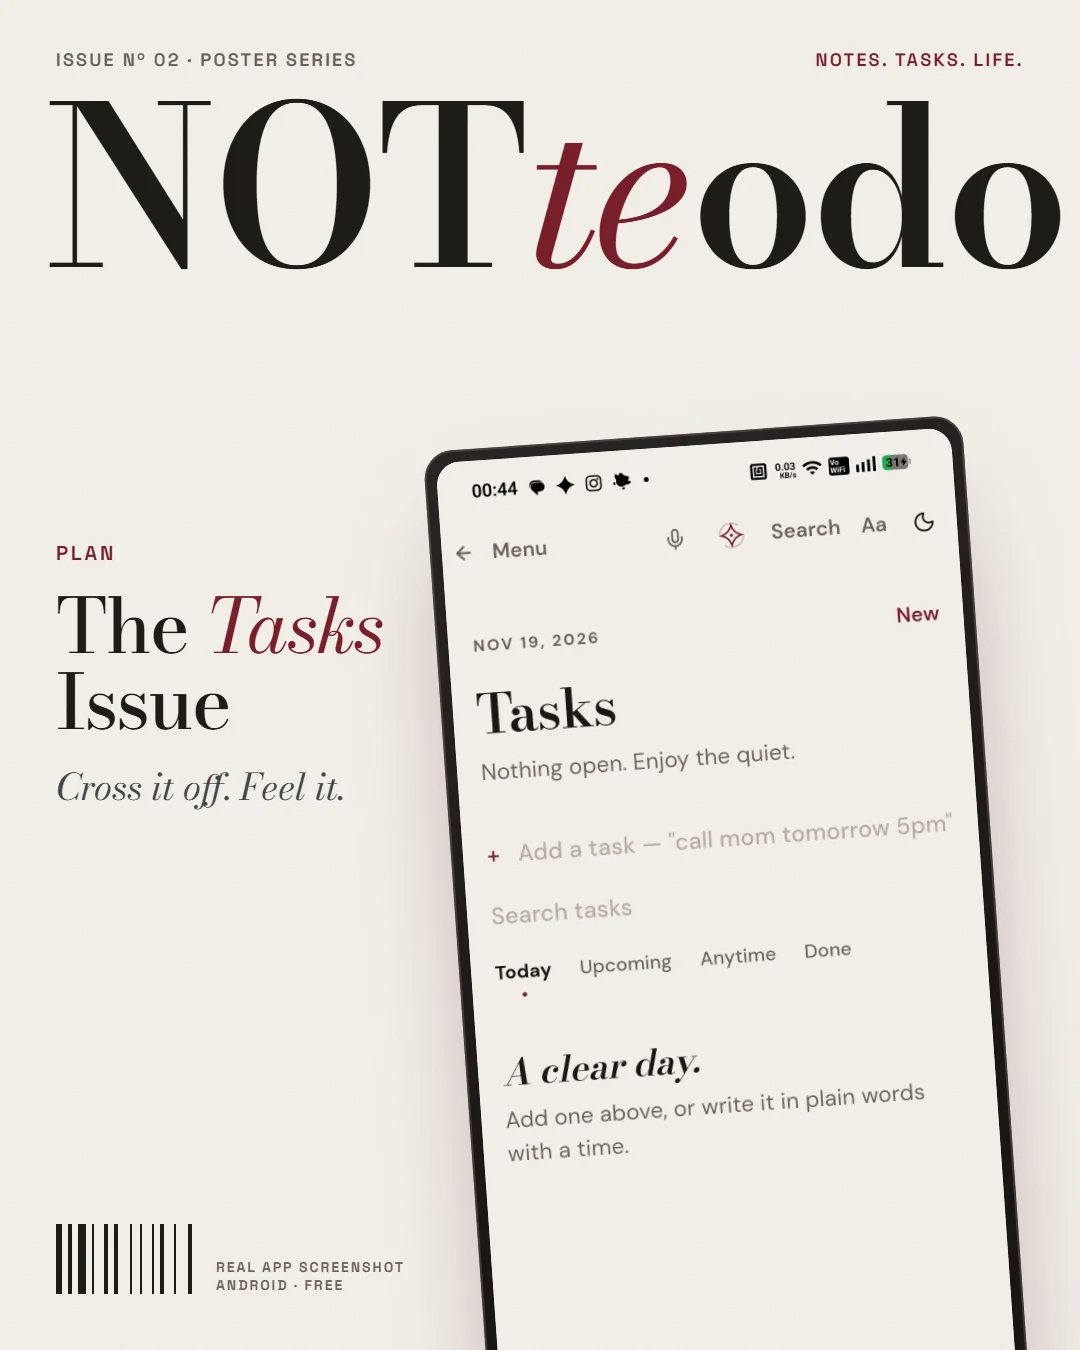 ISSUE Nº 02 · POSTER SERIES
NOTES. TASKS. LIFE.
NOTteodo
PLAN
The Tasks
Issue
Cross it off. Feel it.
00:44
0.03
KB/s
Vo
WiFi
31
Menu
Search
Aa
New
NOV 19, 2026
Tasks
Nothing open. Enjoy the quiet.
+ Add a task — "call mom tomorrow 5pm"
Search tasks
Today Upcoming Anytime Done
A clear day.
Add one above, or write it in plain words
with a time.
REAL APP SCREENSHOT
ANDROID · FREE